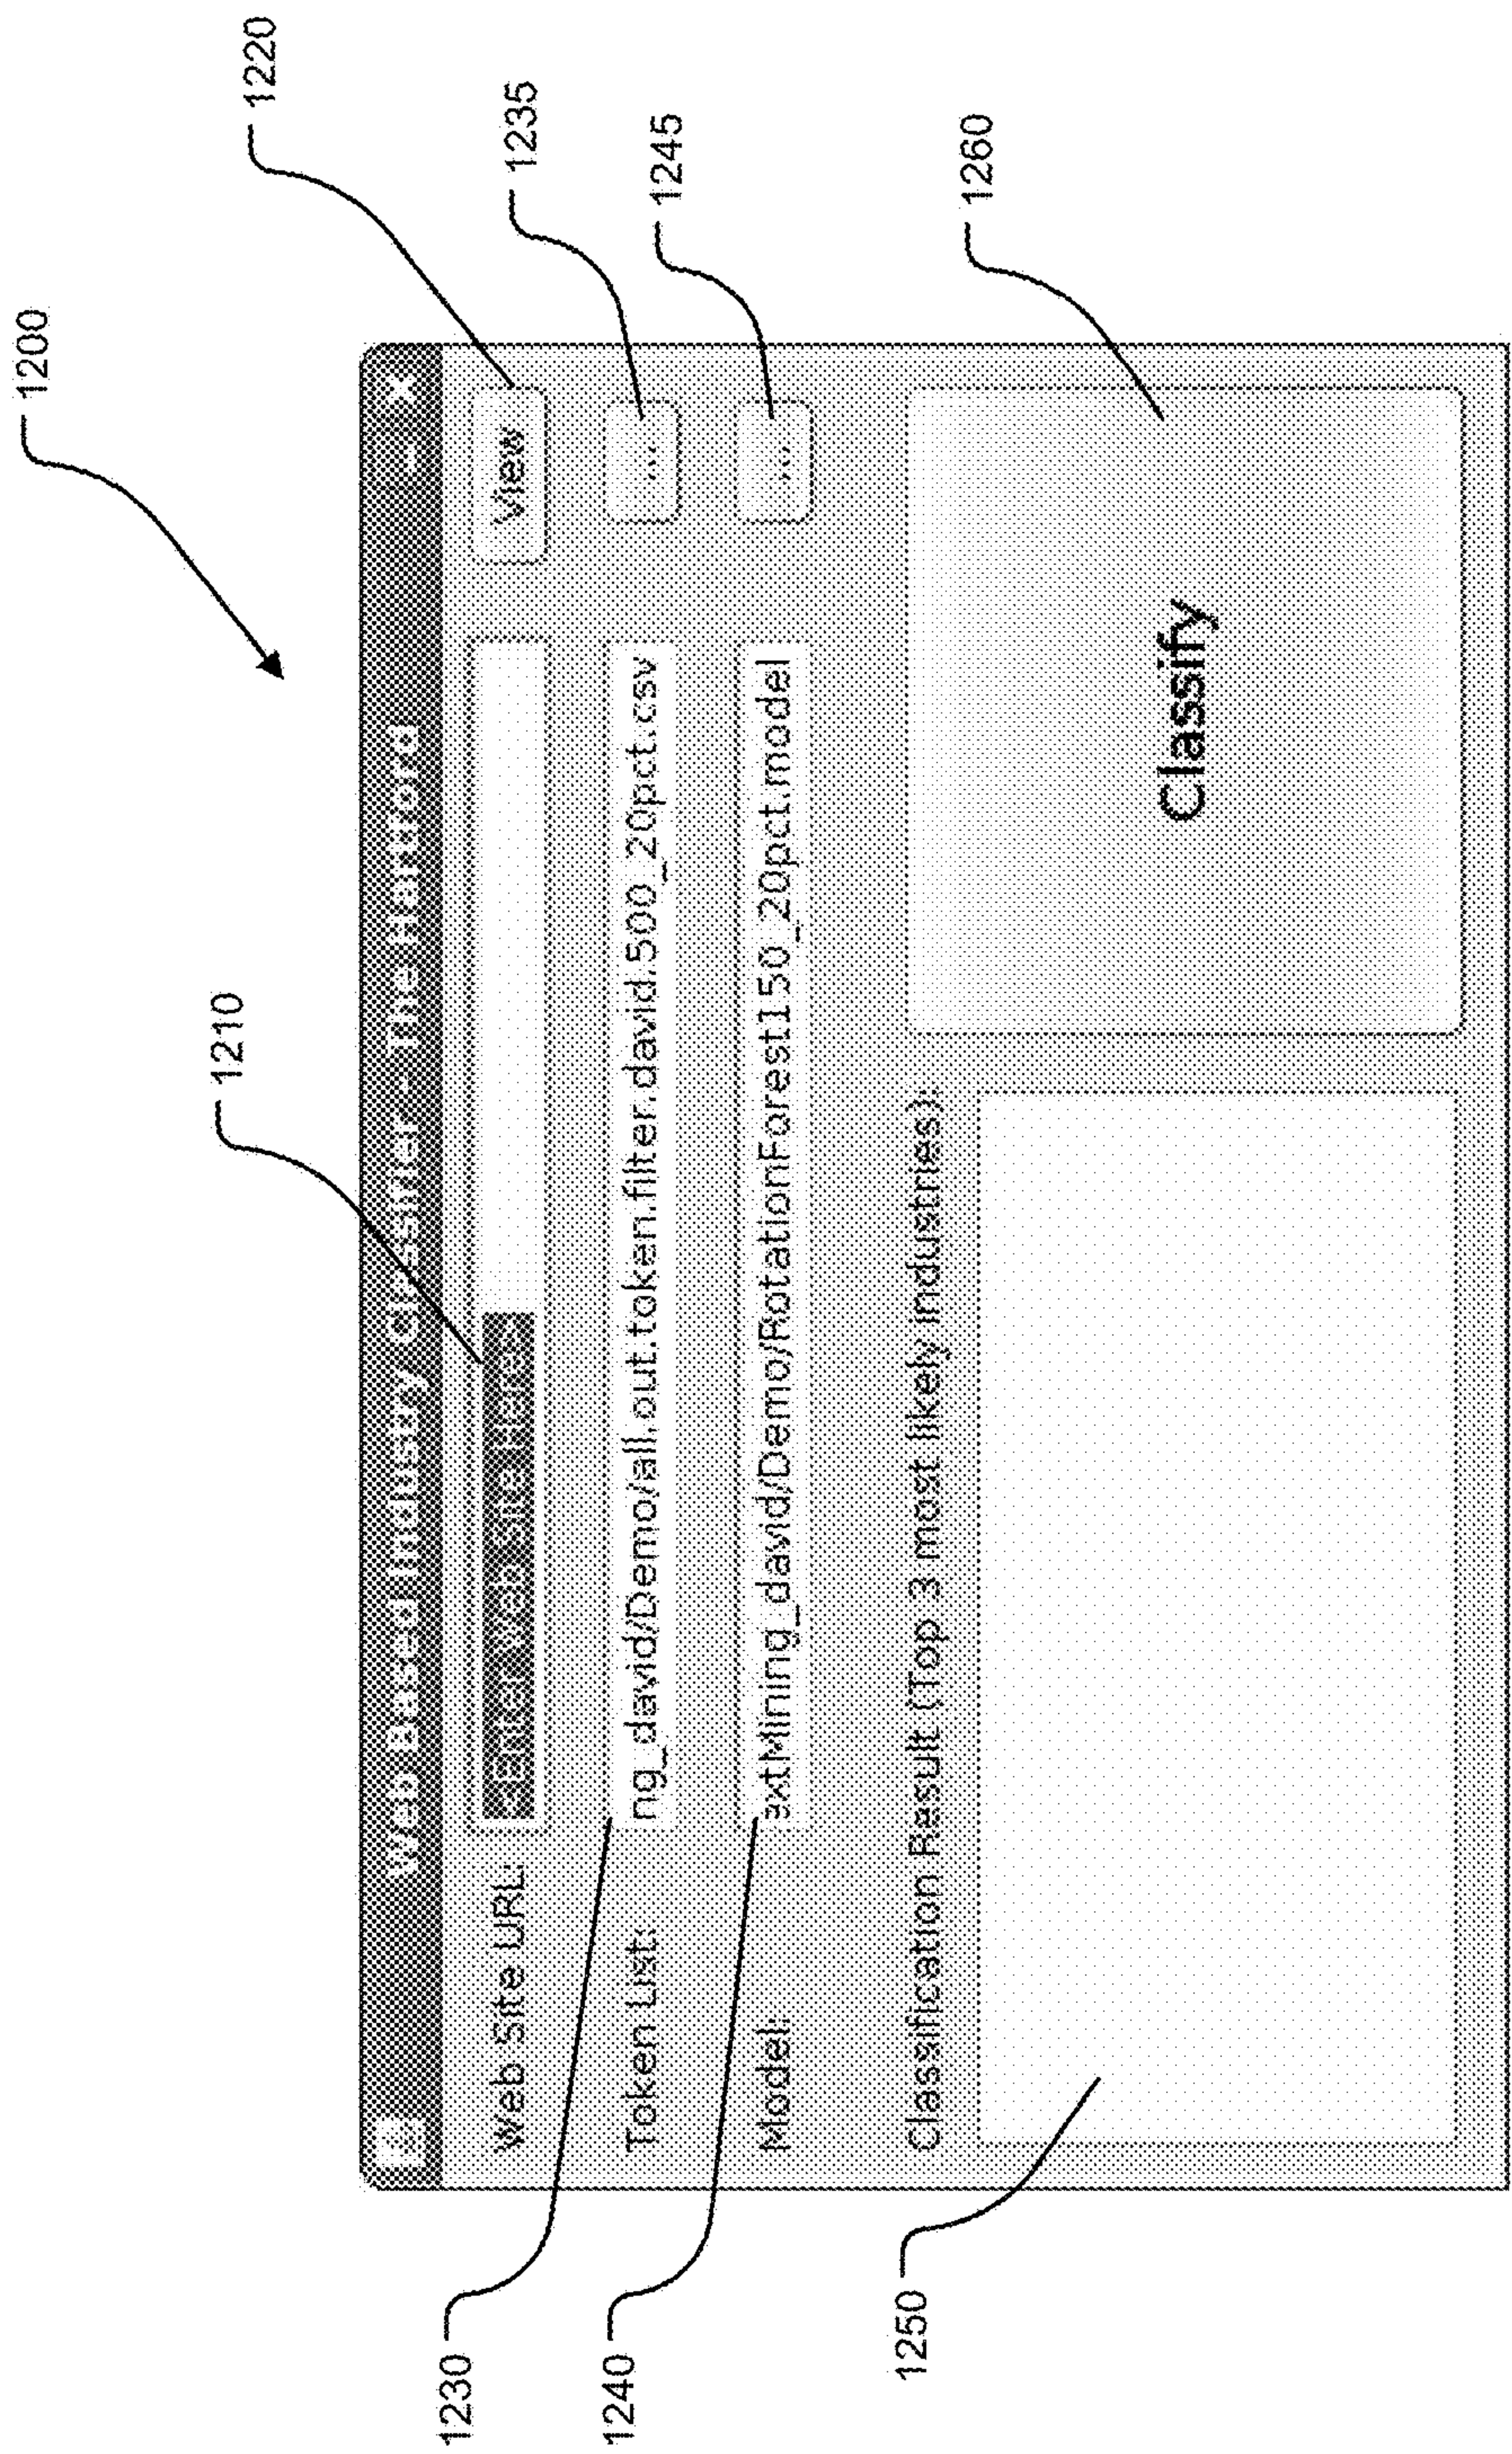 1200
1210
1220
Web Based Industry Classifier - The Hartford
Web Site URL:
<Enter Web Site Here>
View
1235
1230
Token List:
ng_david/Demo/all.out.token.filter.david.500_20pct.csv
...
1245
1240
Model:
extMining_david/Demo/RotationForest150_20pct.model
...
Classification Result (Top 3 most likely industries):
1260
1250
Classify